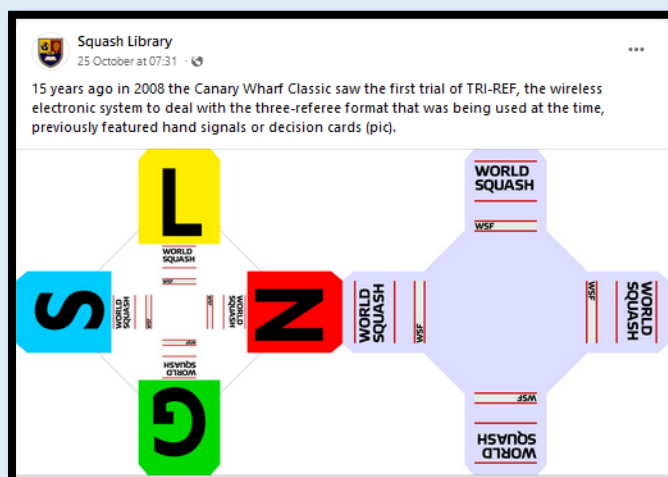 Squash Library
25 October at 07:31 ·
15 years ago in 2008 the Canary Wharf Classic saw the first trial of TRI-REF, the wireless
electronic system to deal with the three-referee format that was being used at the time,
previously featured hand signals or decision cards (pic).
L
WORLD
SQUASH
WSF
S
WORLD
SQUASH
WSF
WSF
WORLD
SQUASH
N
WSF
WORLD
SQUASH
G
WORLD
SQUASH
WSF
WORLD
SQUASH
WSF
WSF
WORLD
SQUASH
WSF
WORLD
SQUASH